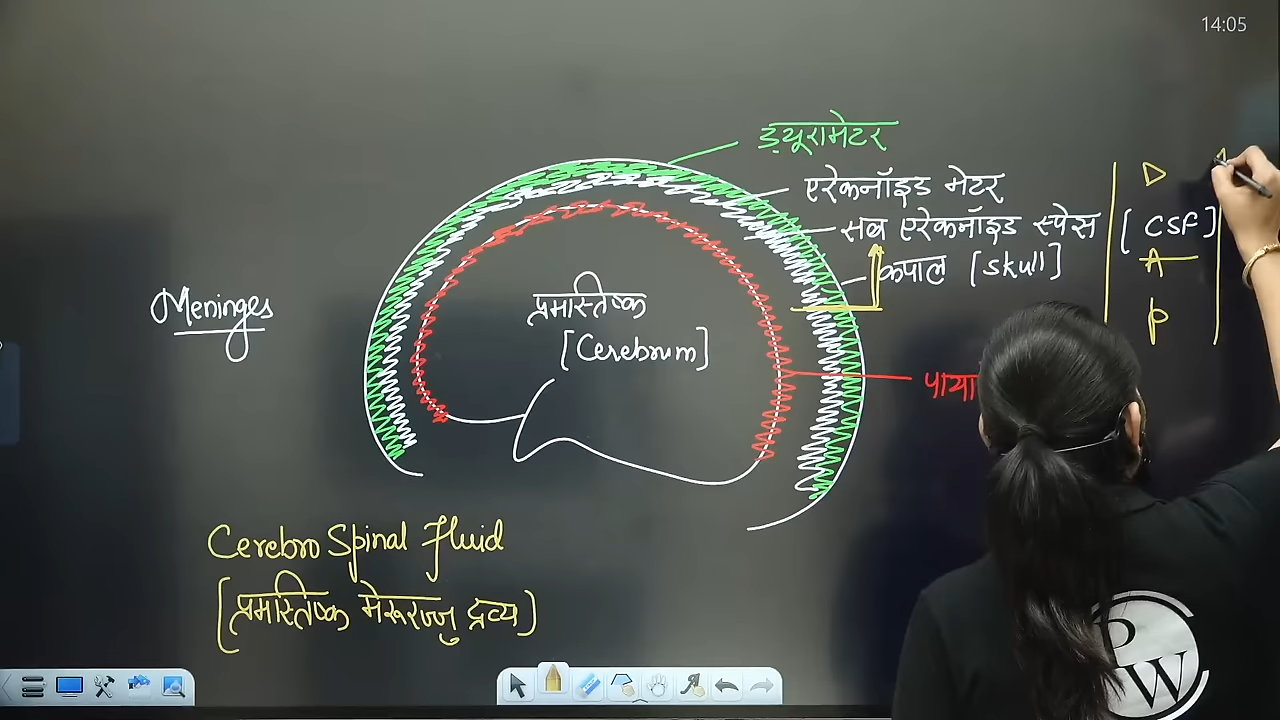 14:05
ड्यूरामेटर
एरेकनॉइड मेटर
सब एरेकनॉइड स्पेस [CSF]
कपाल [Skull]
D
A
P
Meninges
प्रमस्तिष्क
[Cerebrum]
पाया
Cerebro Spinal Fluid
[प्रमस्तिष्क मेरूरज्जु द्रव्य]
PW